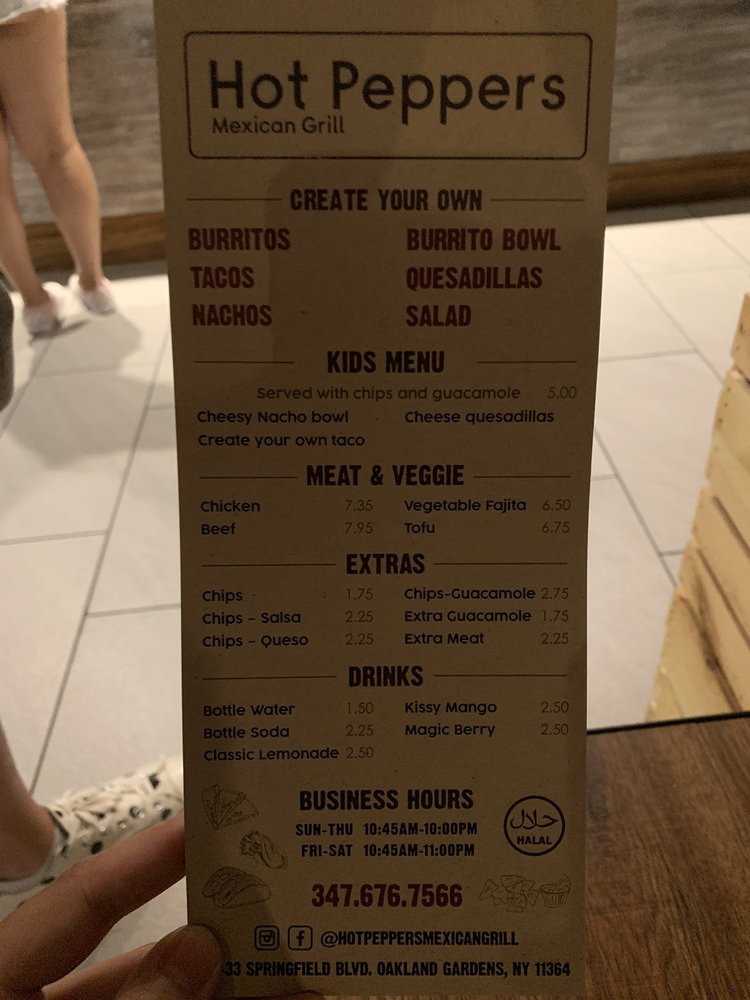 Hot Peppers
Mexican Grill
CREATE YOUR OWN
BURRITOS BURRITO BOWL
TACOS QUESADILLAS
NACHOS SALAD
KIDS MENU
Served with chips and guacamole 5.00
Cheesy Nacho bowl Cheese quesadillas
Create your own taco
MEAT & VEGGIE
Chicken 7.35 Vegetable Fajita 6.50
Beef 7.95 Tofu 6.75
EXTRAS
Chips 1.75 Chips-Guacamole 2.75
Chips - Salsa 2.25 Extra Guacamole 1.75
Chips - Queso 2.25 Extra Meat 2.25
DRINKS
Bottle Water 1.50 Kissy Mango 2.50
Bottle Soda 2.25 Magic Berry 2.50
Classic Lemonade 2.50
BUSINESS HOURS
SUN-THU 10:45AM-10:00PM
FRI-SAT 10:45AM-11:00PM
حلال
HALAL
347.676.7566
@HOTPEPPERSMEXICANGRILL
33 SPRINGFIELD BLVD. OAKLAND GARDENS, NY 11364